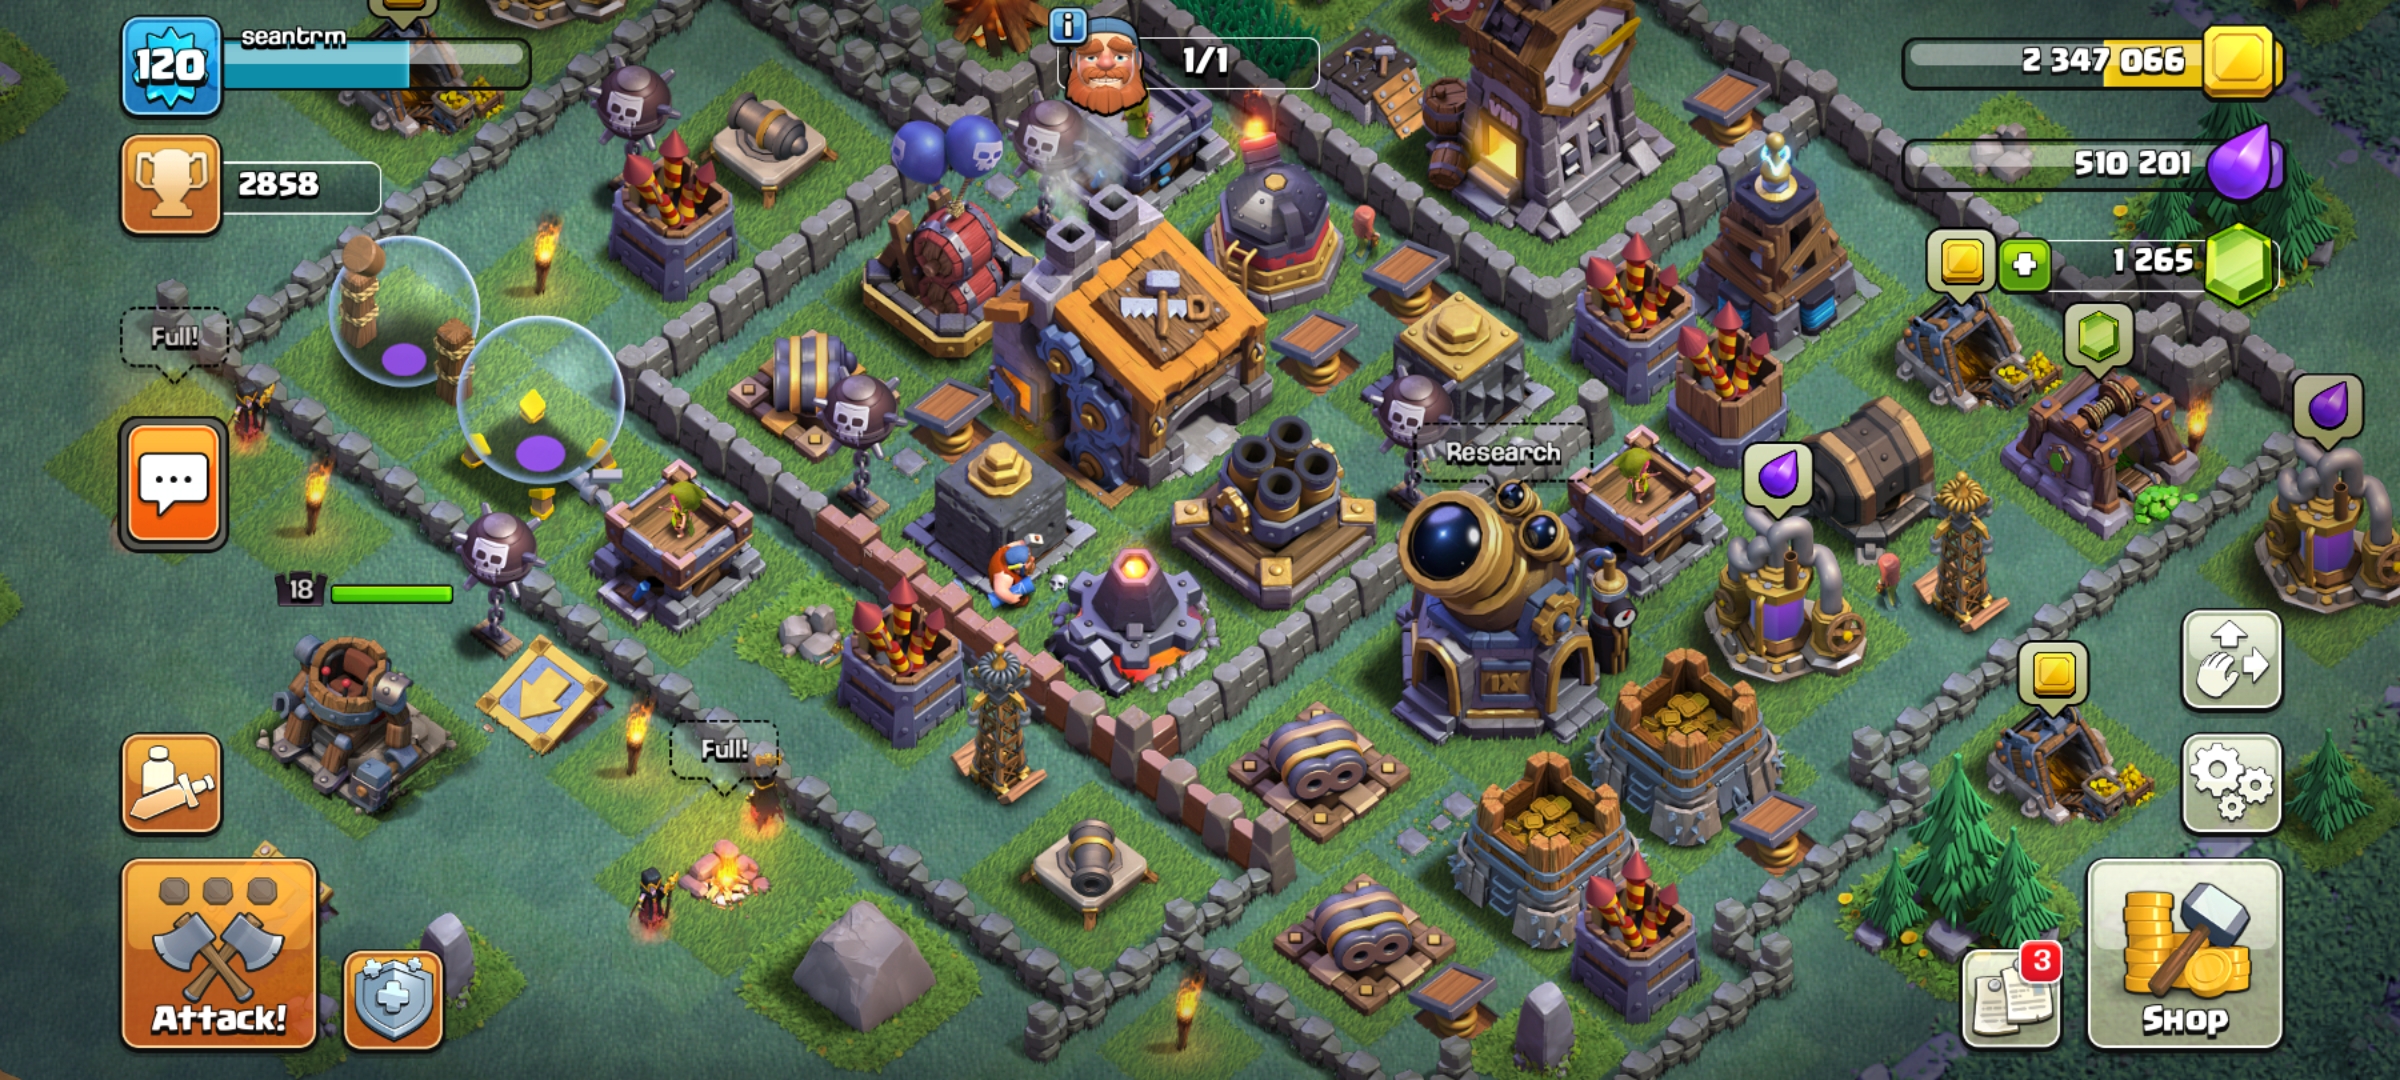 120
seantrm
1/1
2 347 066
510 201
2858
1 265
VIII
Full!
Research
18
IX
Full!
3
Attack!
Shop